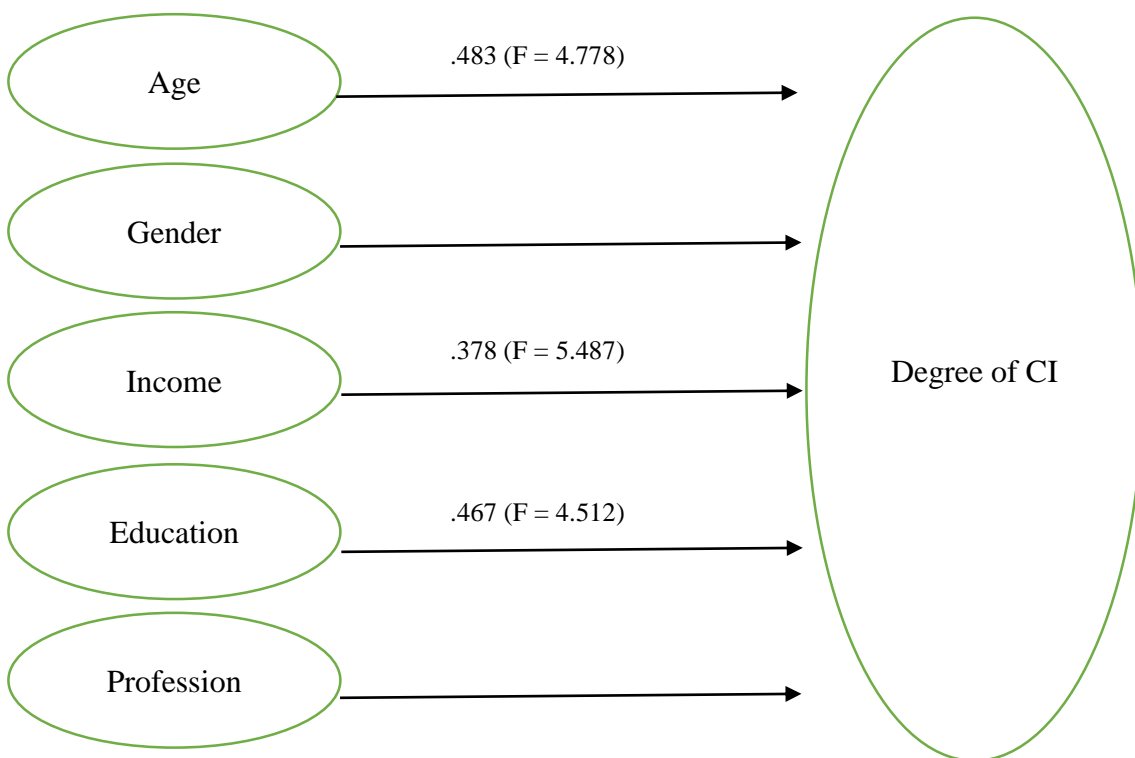 Age
.483 (F = 4.778)
Gender
Income
.378 (F = 5.487)
Degree of CI
Education
.467 (F = 4.512)
Profession